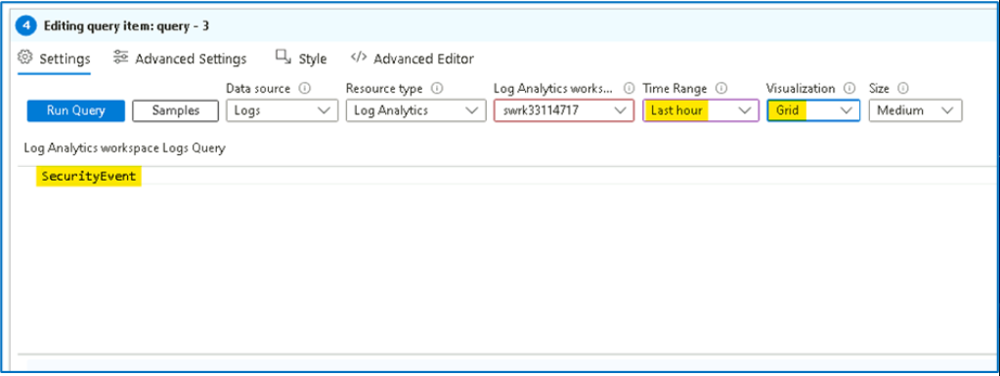 4 Editing query item: query - 3
Settings Advanced Settings Style </> Advanced Editor
Data source Resource type Log Analytics works... Time Range Visualization Size
Run Query Samples Logs Log Analytics swrk33114717 Last hour Grid Medium
Log Analytics workspace Logs Query
SecurityEvent